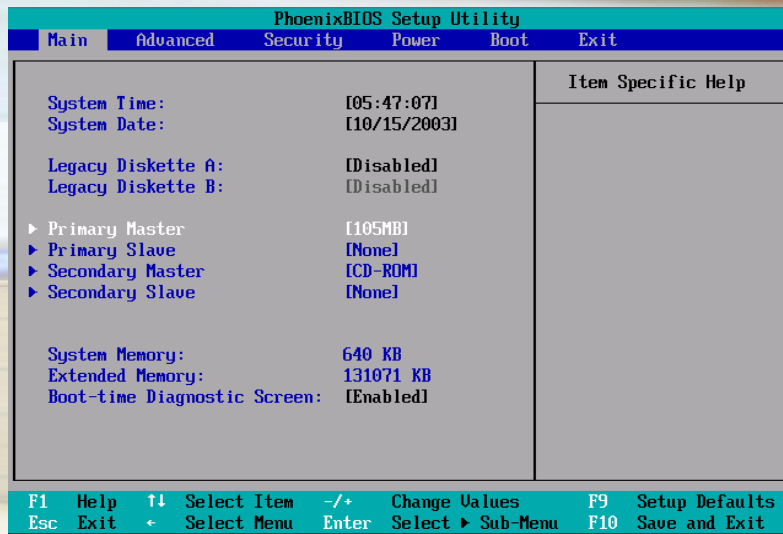 PhoenixBIOS Setup Utility
Main Advanced Security Power Boot Exit
Item Specific Help
System Time: [05:47:07]
System Date: [10/15/2003]
Legacy Diskette A: [Disabled]
Legacy Diskette B: [Disabled]
▶ Primary Master [105MB]
▶ Primary Slave [None]
▶ Secondary Master [CD-ROM]
▶ Secondary Slave [None]
System Memory: 640 KB
Extended Memory: 131071 KB
Boot-time Diagnostic Screen: [Enabled]
F1 Help ↑↓ Select Item -/+ Change Values F9 Setup Defaults
Esc Exit ← Select Menu Enter Select ▶ Sub-Menu F10 Save and Exit